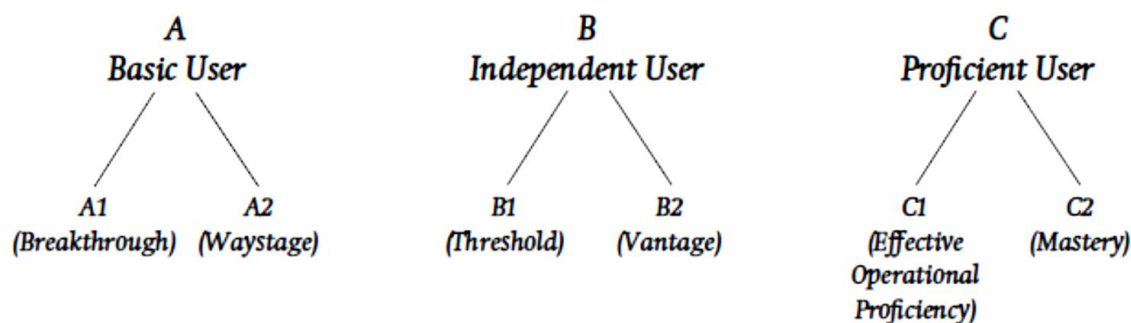 A
Basic User
B
Independent User
C
Proficient User
A1
(Breakthrough)
A2
(Waystage)
B1
(Threshold)
B2
(Vantage)
C1
(Effective
Operational
Proficiency)
C2
(Mastery)